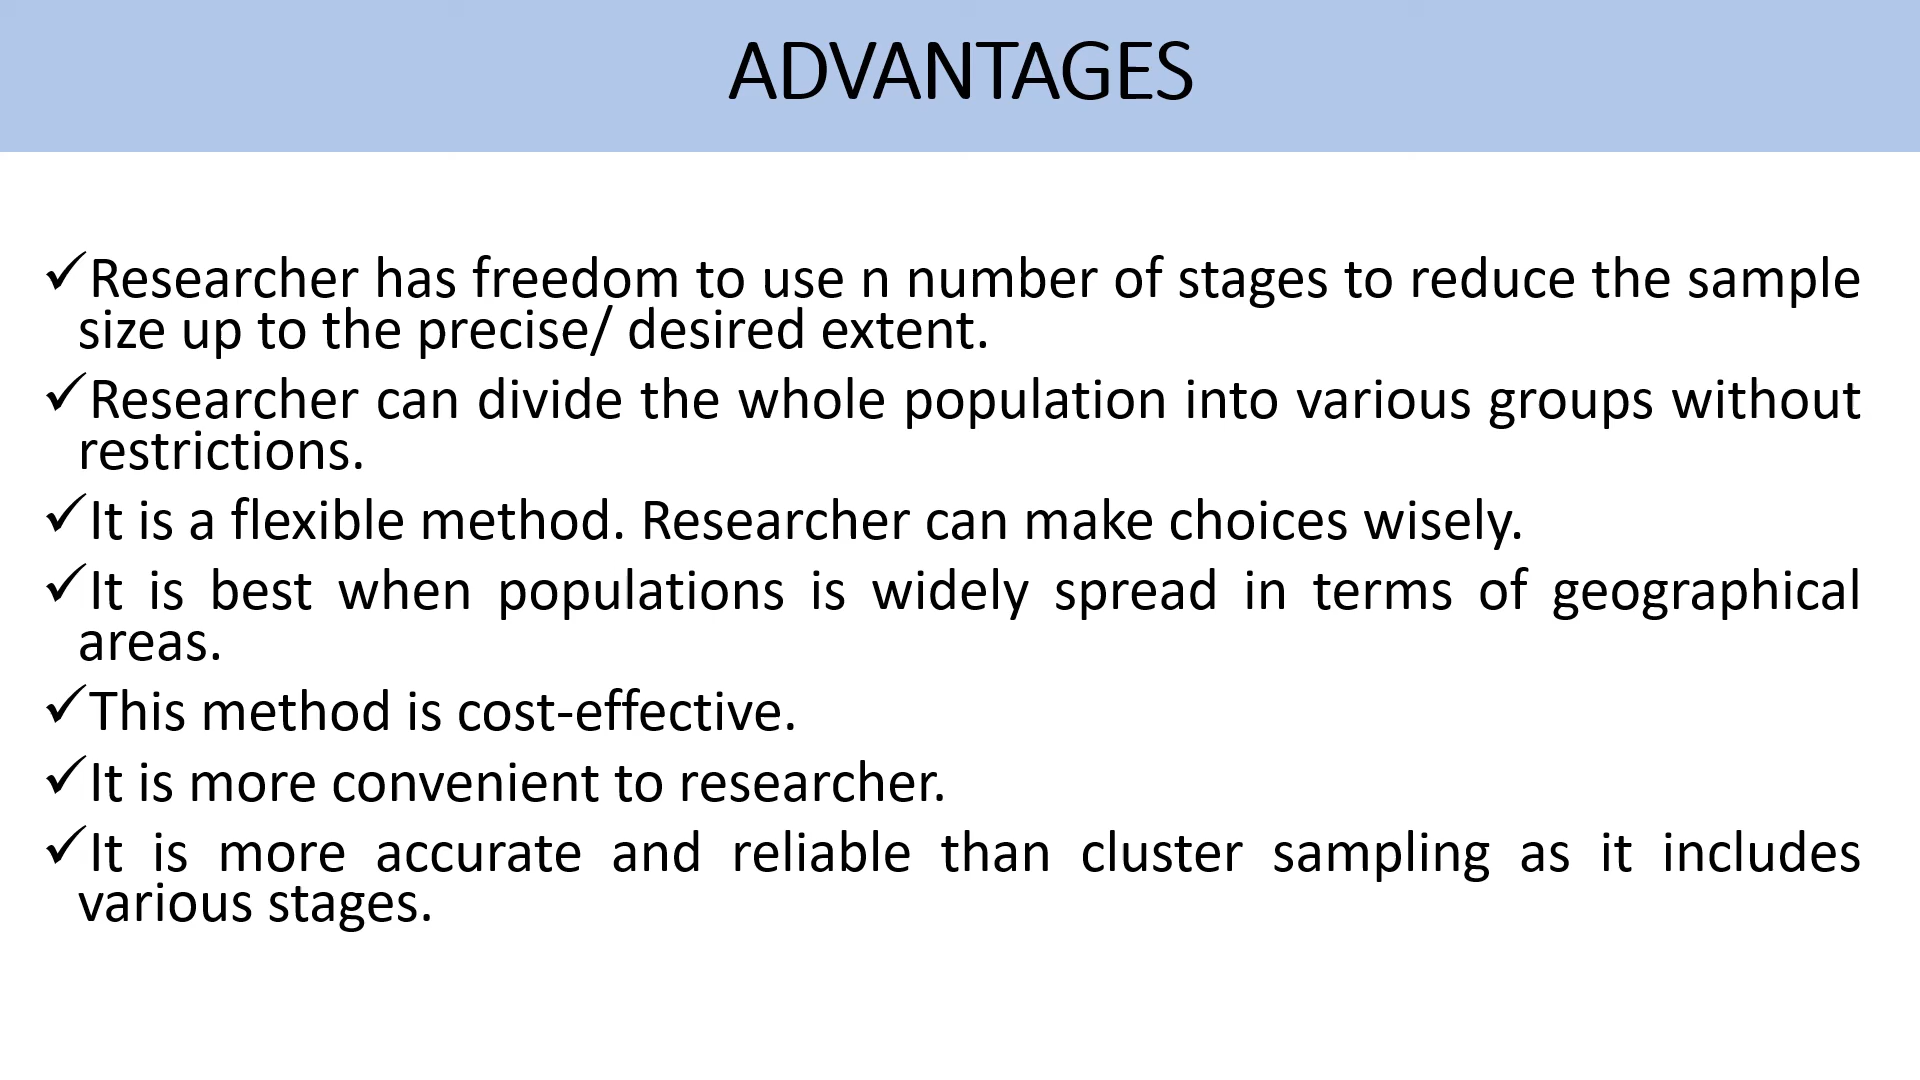 ADVANTAGES
✓Researcher has freedom to use n number of stages to reduce the sample
size up to the precise/ desired extent.
✓Researcher can divide the whole population into various groups without
restrictions.
✓It is a flexible method. Researcher can make choices wisely.
✓It is best when populations is widely spread in terms of geographical
areas.
✓This method is cost-effective.
✓It is more convenient to researcher.
✓It is more accurate and reliable than cluster sampling as it includes
various stages.